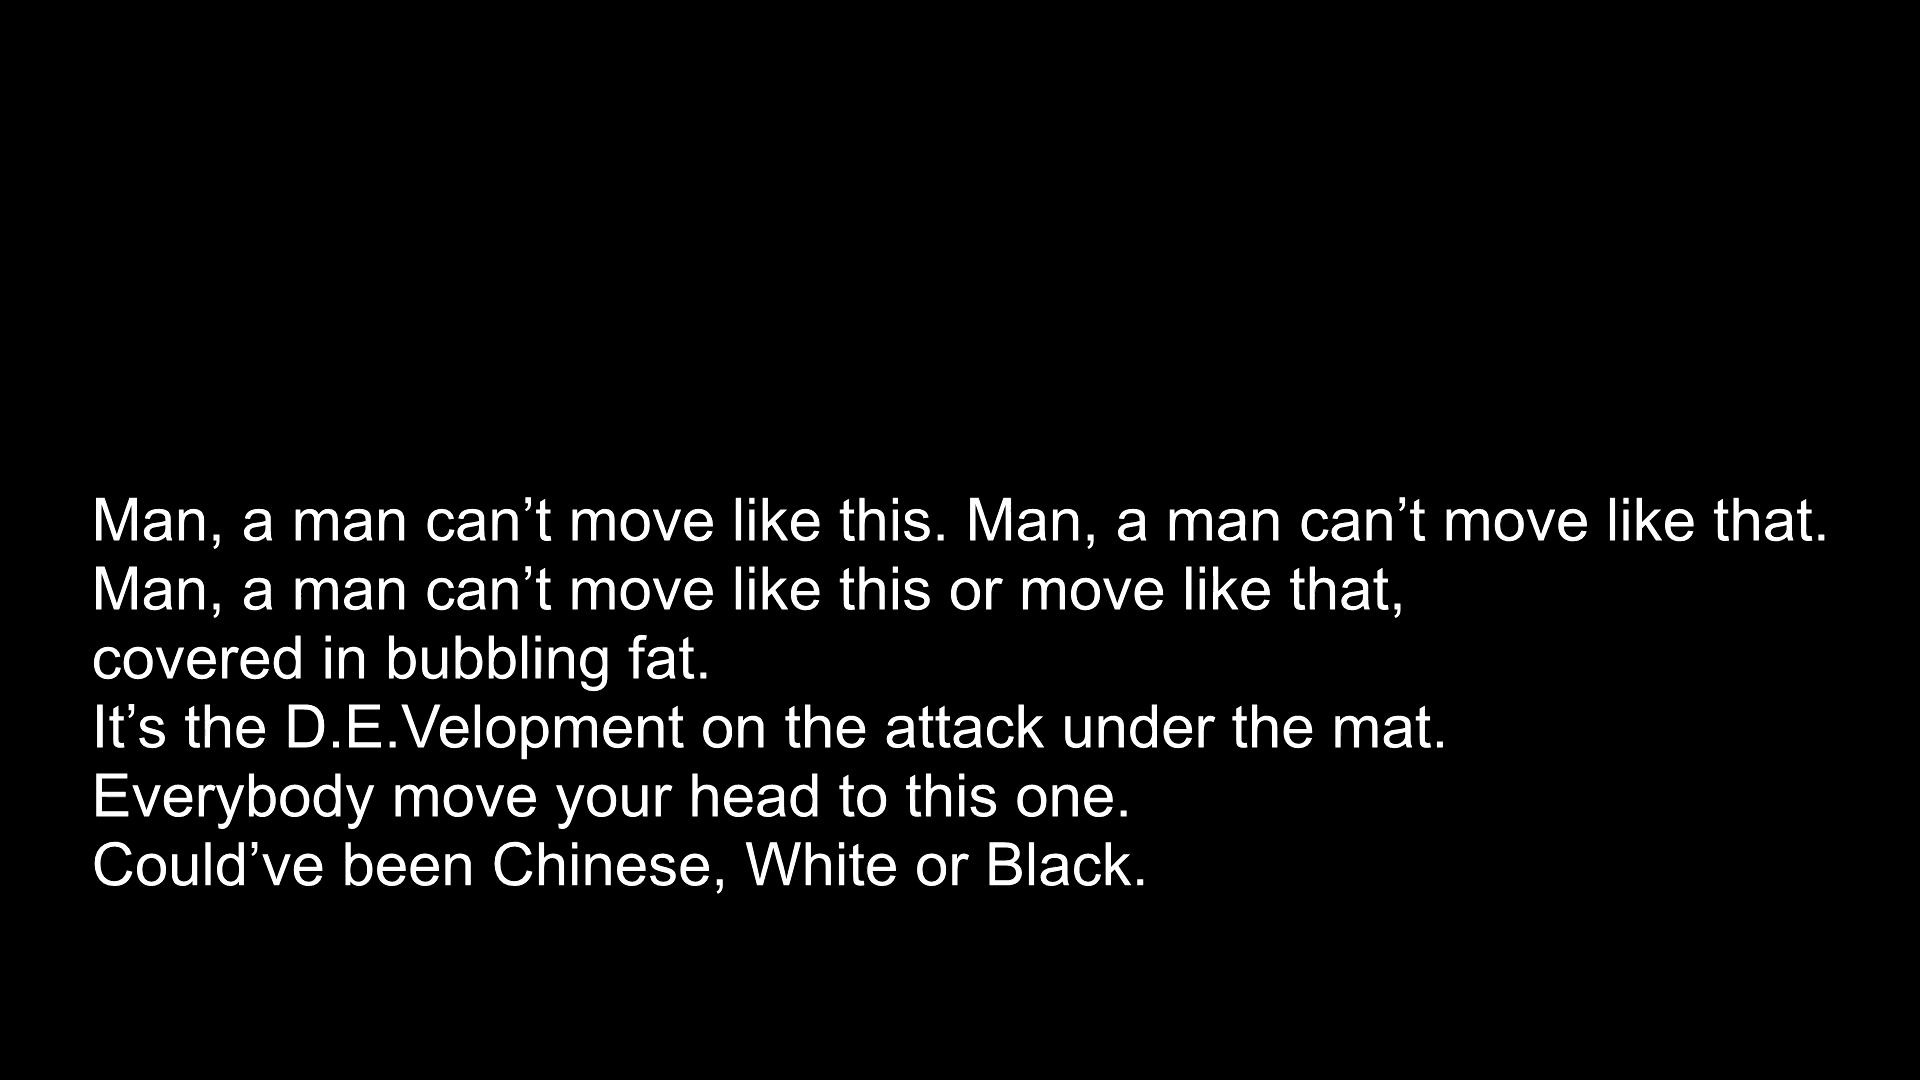 Man, a man can’t move like this. Man, a man can’t move like that.
Man, a man can’t move like this or move like that,
covered in bubbling fat.
It’s the D.E.Velopment on the attack under the mat.
Everybody move your head to this one.
Could’ve been Chinese, White or Black.